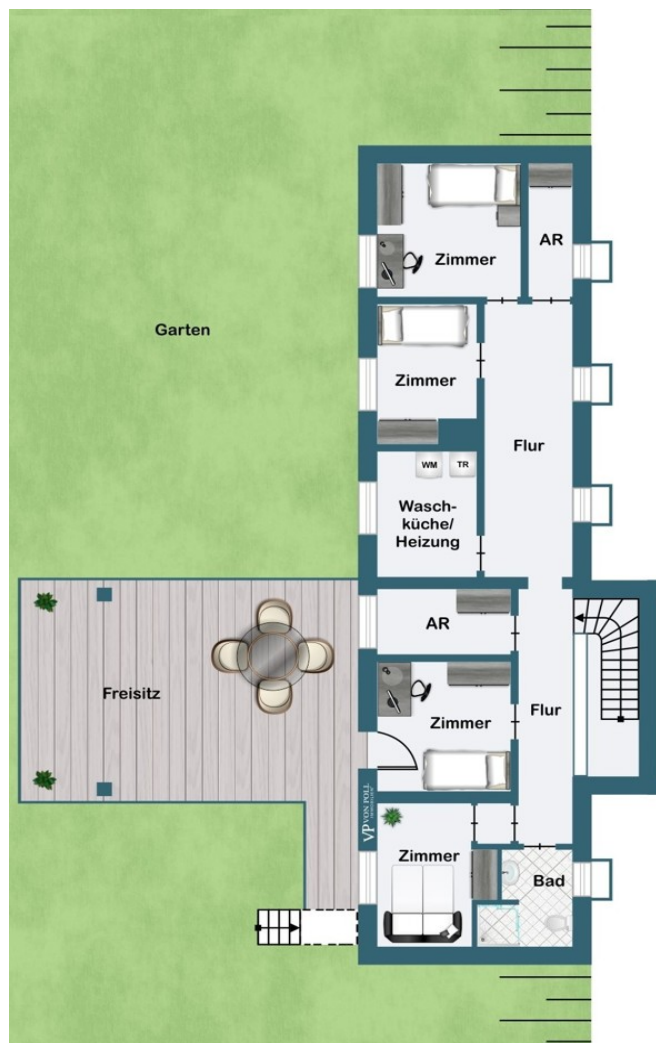 AR
Zimmer
Garten
Zimmer
Flur
WM TR
Wasch-
küche/
Heizung
AR
Freisitz
Zimmer
Flur
VP VON POLL
IMMOBILIEN
Zimmer
Bad